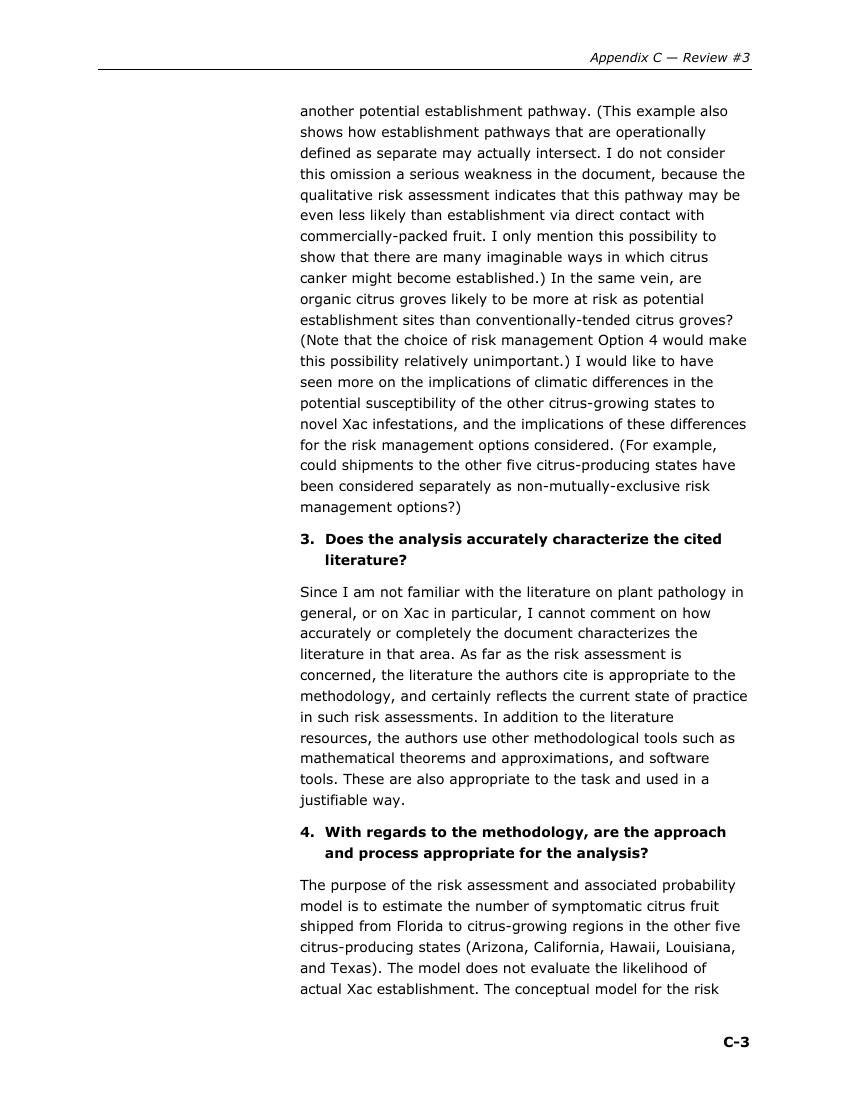 Appendix C — Review #3
another potential establishment pathway. (This example also
shows how establishment pathways that are operationally
defined as separate may actually intersect. I do not consider
this omission a serious weakness in the document, because the
qualitative risk assessment indicates that this pathway may be
even less likely than establishment via direct contact with
commercially-packed fruit. I only mention this possibility to
show that there are many imaginable ways in which citrus
canker might become established.) In the same vein, are
organic citrus groves likely to be more at risk as potential
establishment sites than conventionally-tended citrus groves?
(Note that the choice of risk management Option 4 would make
this possibility relatively unimportant.) I would like to have
seen more on the implications of climatic differences in the
potential susceptibility of the other citrus-growing states to
novel Xac infestations, and the implications of these differences
for the risk management options considered. (For example,
could shipments to the other five citrus-producing states have
been considered separately as non-mutually-exclusive risk
management options?)
3. Does the analysis accurately characterize the cited
literature?
Since I am not familiar with the literature on plant pathology in
general, or on Xac in particular, I cannot comment on how
accurately or completely the document characterizes the
literature in that area. As far as the risk assessment is
concerned, the literature the authors cite is appropriate to the
methodology, and certainly reflects the current state of practice
in such risk assessments. In addition to the literature
resources, the authors use other methodological tools such as
mathematical theorems and approximations, and software
tools. These are also appropriate to the task and used in a
justifiable way.
4. With regards to the methodology, are the approach
and process appropriate for the analysis?
The purpose of the risk assessment and associated probability
model is to estimate the number of symptomatic citrus fruit
shipped from Florida to citrus-growing regions in the other five
citrus-producing states (Arizona, California, Hawaii, Louisiana,
and Texas). The model does not evaluate the likelihood of
actual Xac establishment. The conceptual model for the risk
C-3